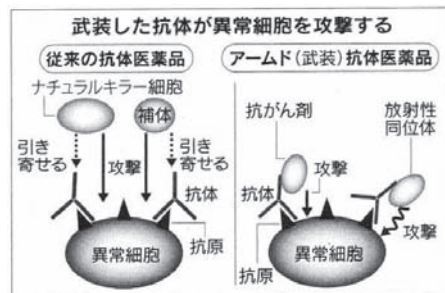 武装した抗体が異常細胞を攻撃する
従来の抗体医薬品
ナチュラルキラー細胞
補体
引き
寄せる
攻撃
引き
寄せる
抗体
抗原
異常細胞
アームド(武装)抗体医薬品
抗がん剤
放射性
同位体
抗体
攻撃
攻撃
抗原
異常細胞